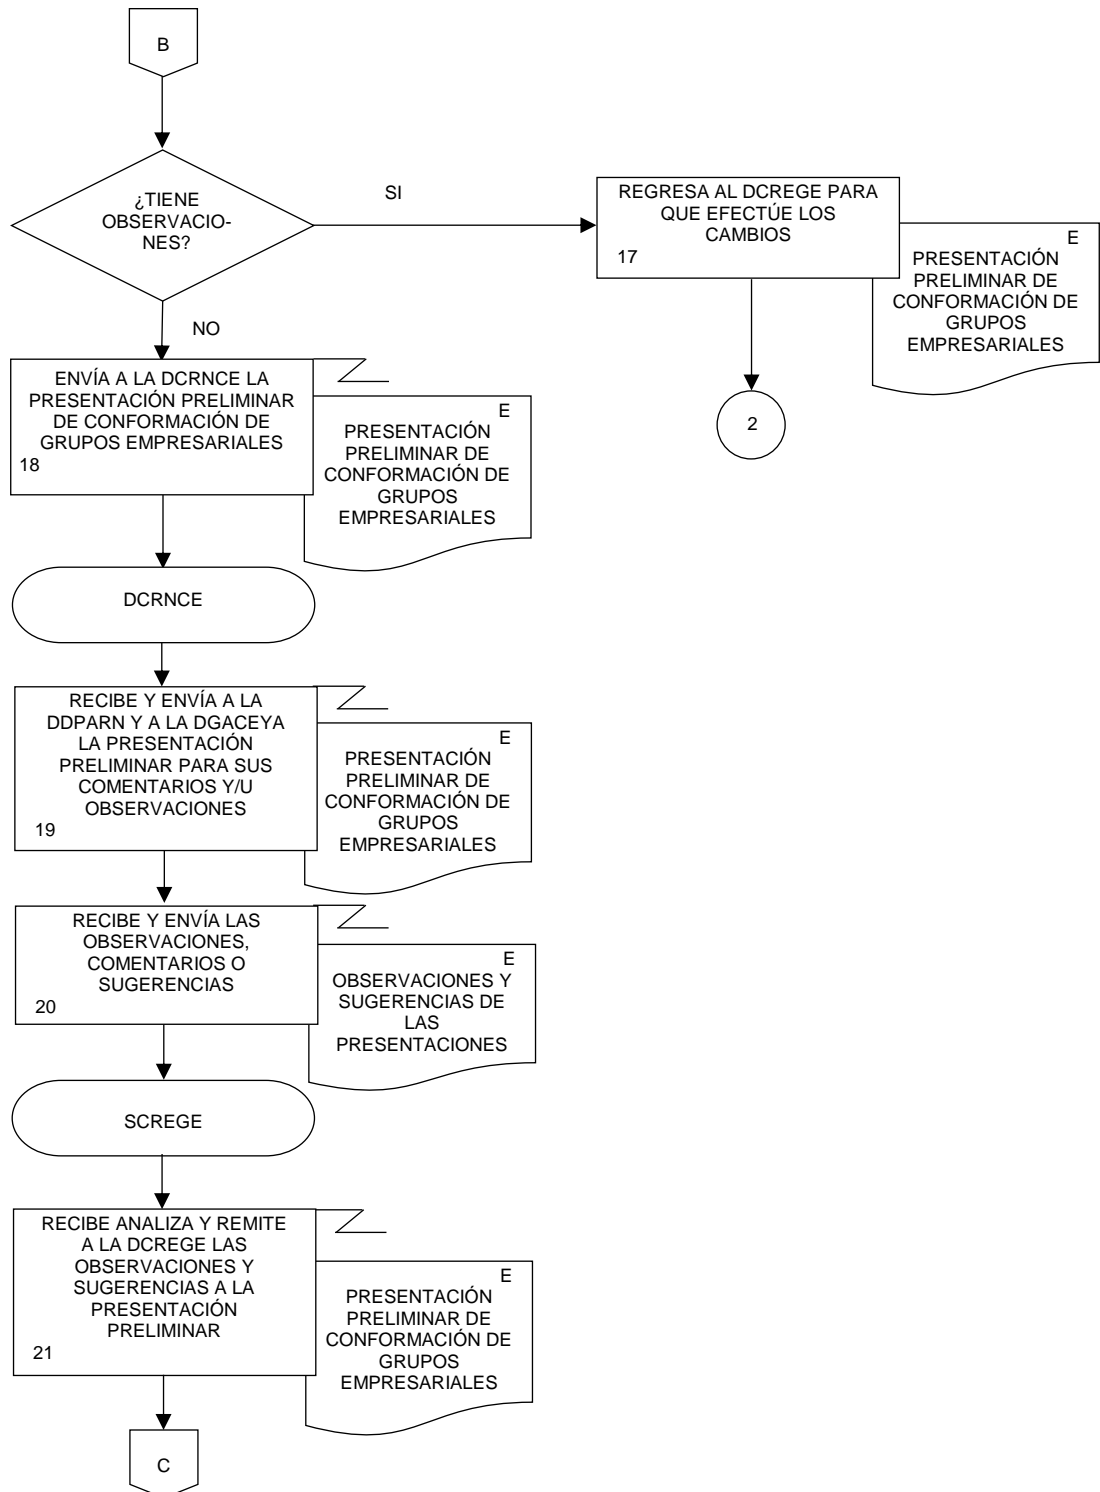 B
¿TIENE
OBSERVACIO-
NES?
SI
REGRESA AL DCREGE PARA
QUE EFECTÚE LOS
CAMBIOS
17
E
PRESENTACIÓN
PRELIMINAR DE
CONFORMACIÓN DE
GRUPOS
EMPRESARIALES
2
NO
ENVÍA A LA DCRNCE LA
PRESENTACIÓN PRELIMINAR
DE CONFORMACIÓN DE
GRUPOS EMPRESARIALES
18
E
PRESENTACIÓN
PRELIMINAR DE
CONFORMACIÓN DE
GRUPOS
EMPRESARIALES
DCRNCE
RECIBE Y ENVÍA A LA
DDPARN Y A LA DGACEYA
LA PRESENTACIÓN
PRELIMINAR PARA SUS
COMENTARIOS Y/U
OBSERVACIONES
19
E
PRESENTACIÓN
PRELIMINAR DE
CONFORMACIÓN DE
GRUPOS
EMPRESARIALES
RECIBE Y ENVÍA LAS
OBSERVACIONES,
COMENTARIOS O
SUGERENCIAS
20
E
OBSERVACIONES Y
SUGERENCIAS DE
LAS
PRESENTACIONES
SCREGE
RECIBE ANALIZA Y REMITE
A LA DCREGE LAS
OBSERVACIONES Y
SUGERENCIAS A LA
PRESENTACIÓN
PRELIMINAR
21
E
PRESENTACIÓN
PRELIMINAR DE
CONFORMACIÓN DE
GRUPOS
EMPRESARIALES
C